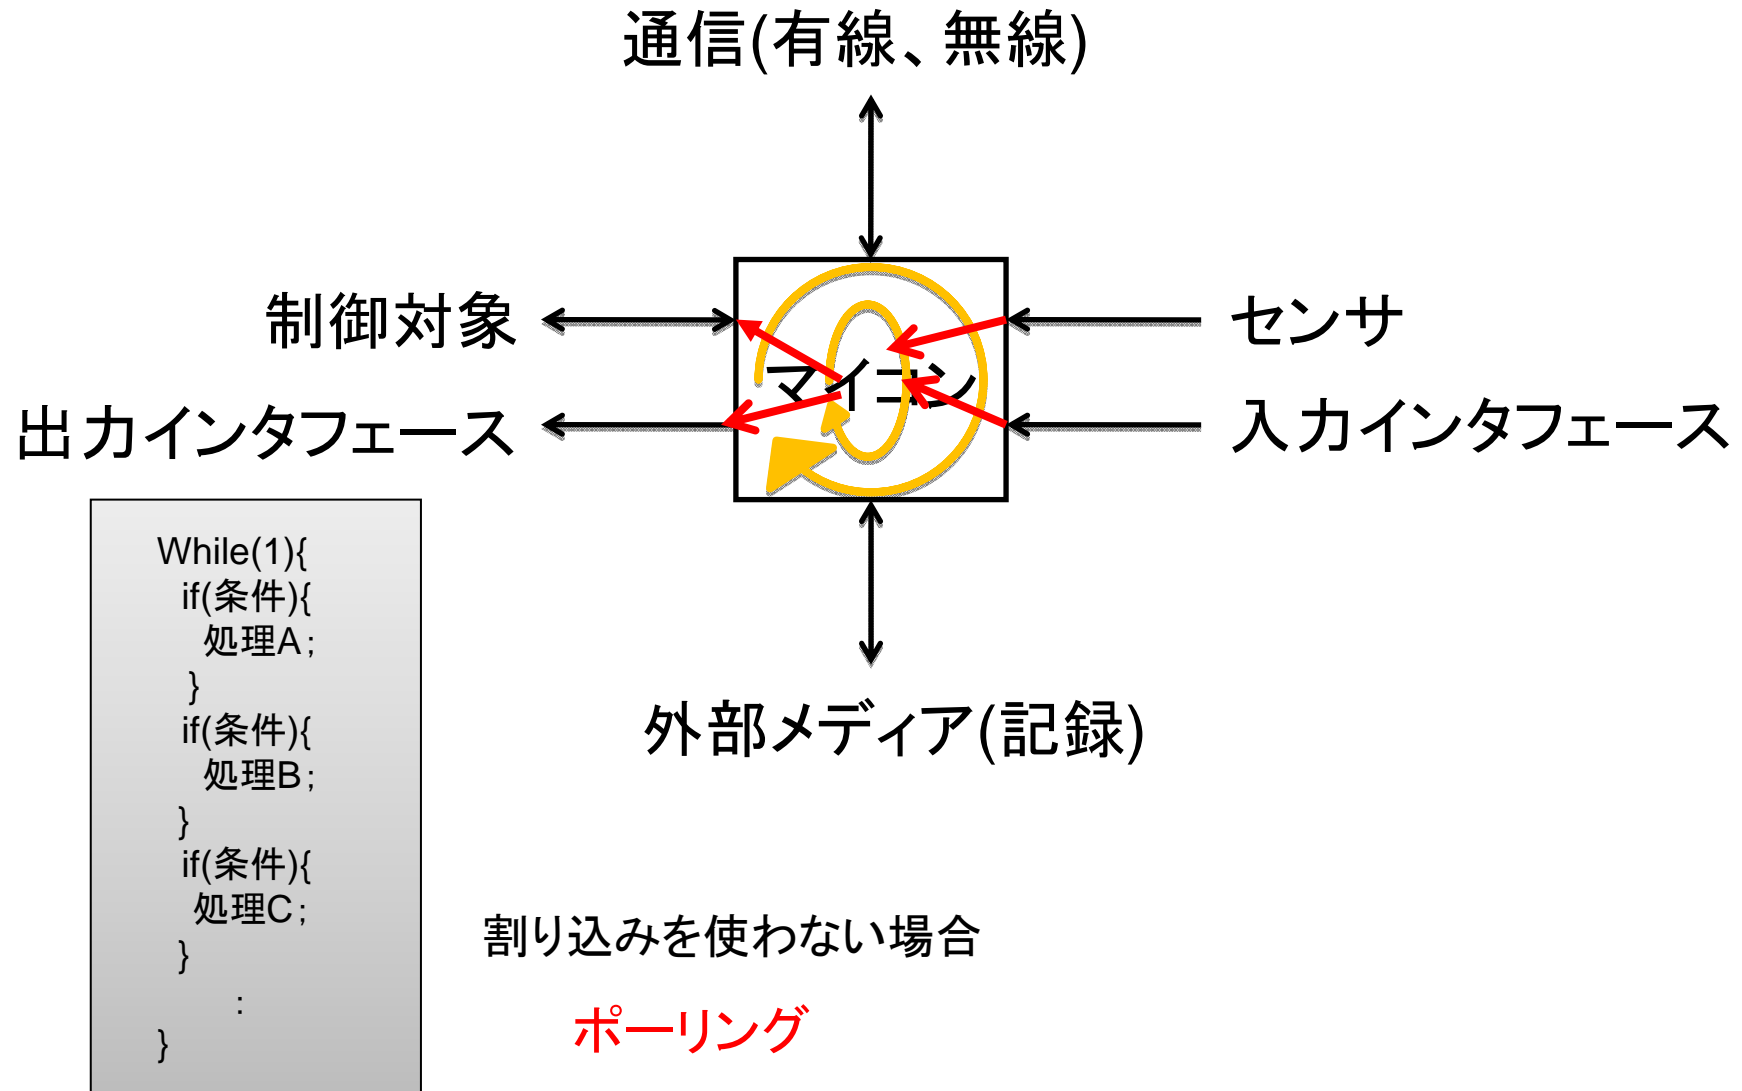 通信(有線、無線)
制御対象
センサ
マイコン
出力インタフェース
入力インタフェース
While(1){
if(条件){
処理A;
}
if(条件){
処理B;
}
if(条件){
処理C;
}
:
}
外部メディア(記録)
割り込みを使わない場合
ポーリング